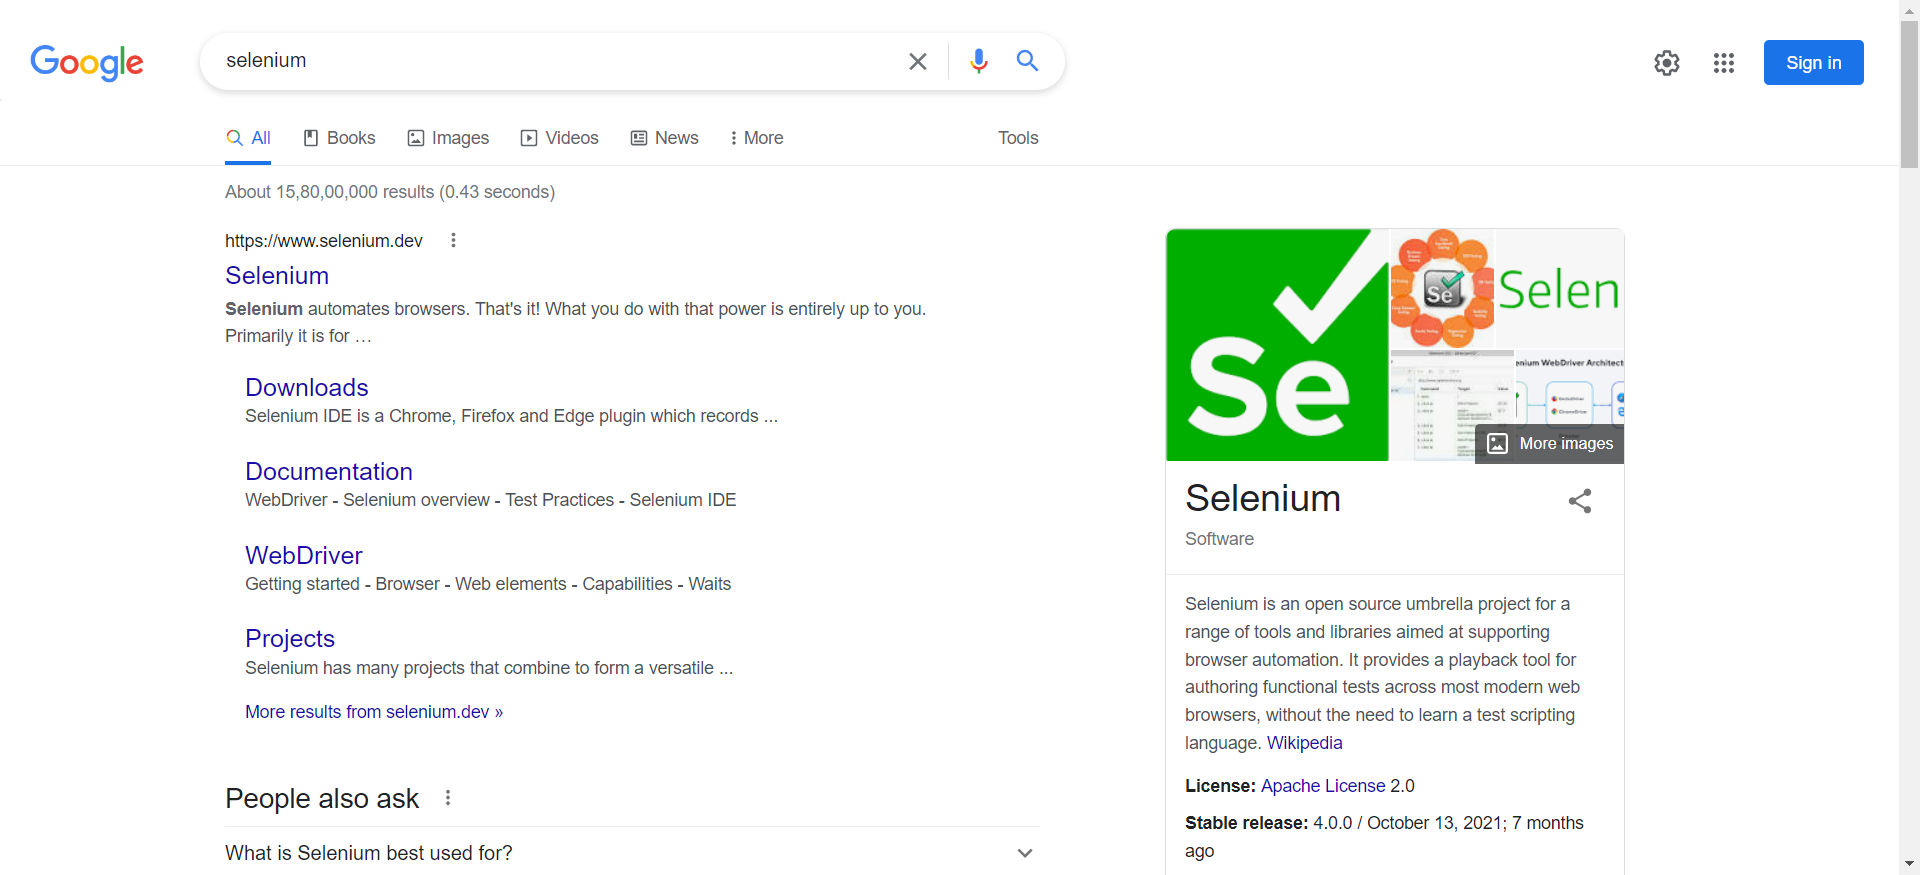 Google
selenium
Sign in
All
Books
Images
Videos
News
More
Tools
About 15,80,00,000 results (0.43 seconds)
https://www.selenium.dev
Selenium
Selenium automates browsers. That's it! What you do with that power is entirely up to you.
Primarily it is for …
Downloads
Selenium IDE is a Chrome, Firefox and Edge plugin which records ...
Documentation
WebDriver - Selenium overview - Test Practices - Selenium IDE
WebDriver
Getting started - Browser - Web elements - Capabilities - Waits
Projects
Selenium has many projects that combine to form a versatile ...
More results from selenium.dev »
People also ask
What is Selenium best used for?
Se
Se
Selen
enium WebDriver Architect
More images
Selenium
Software
Selenium is an open source umbrella project for a
range of tools and libraries aimed at supporting
browser automation. It provides a playback tool for
authoring functional tests across most modern web
browsers, without the need to learn a test scripting
language. Wikipedia
License: Apache License 2.0
Stable release: 4.0.0 / October 13, 2021; 7 months
ago